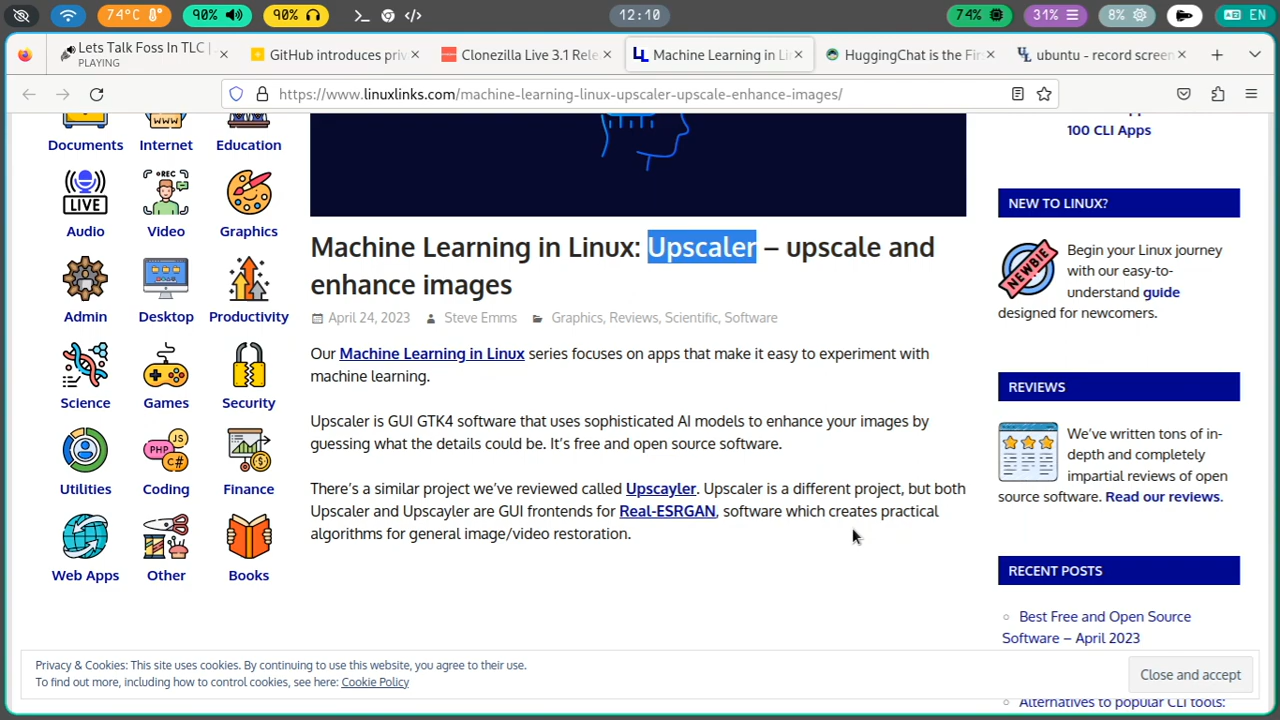 74°C
90%
90%
12:10
74%
31%
8%
EN
Lets Talk Foss In TLC |
PLAYING
GitHub introduces priv
Clonezilla Live 3.1 Rele
Machine Learning in Li
HuggingChat is the Fir
ubuntu - record screen
https://www.linuxlinks.com/machine-learning-linux-upscaler-upscale-enhance-images/
Documents
Internet
Education
LIVE
Audio
REC
Video
Graphics
Admin
Desktop
Productivity
Science
Games
Security
Utilities
PHP
JS
C#
Coding
Finance
Web Apps
Other
Books
Machine Learning in Linux: Upscaler – upscale and
enhance images
April 24, 2023 Steve Emms Graphics, Reviews, Scientific, Software
Our Machine Learning in Linux series focuses on apps that make it easy to experiment with
machine learning.
Upscaler is GUI GTK4 software that uses sophisticated AI models to enhance your images by
guessing what the details could be. It's free and open source software.
There's a similar project we've reviewed called Upscayler. Upscaler is a different project, but both
Upscaler and Upscayler are GUI frontends for Real-ESRGAN, software which creates practical
algorithms for general image/video restoration.
100 CLI Apps
NEW TO LINUX?
NEWBIE
Begin your Linux journey
with our easy-to-
understand guide
designed for newcomers.
REVIEWS
We've written tons of in-
depth and completely
impartial reviews of open
source software. Read our reviews.
RECENT POSTS
Best Free and Open Source
Software – April 2023
Alternatives to popular CLI tools:
Privacy & Cookies: This site uses cookies. By continuing to use this website, you agree to their use.
To find out more, including how to control cookies, see here: Cookie Policy
Close and accept